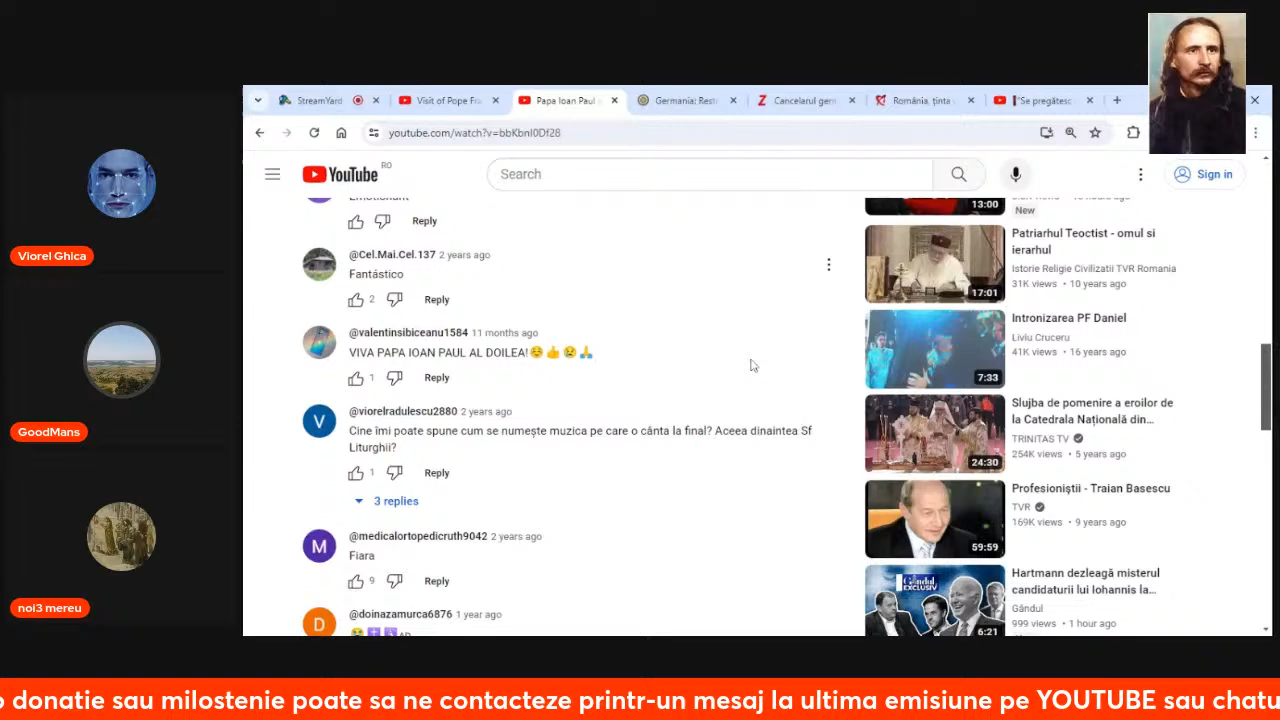 StreamYard
Visit of Pope Fra
Papa Ioan Paul
Germania: Restr
Cancelarul germ
România, ținta
"Se pregătesc
youtube.com/watch?v=bbKbnI0Df28
YouTube RO
Search
Sign in
Viorel Ghica
GoodMans
noi3 mereu
Reply
@Cel.Mai.Cel.137 2 years ago
Fantástico
2 Reply
@valentinsibiceanu1584 11 months ago
VIVA PAPA IOAN PAUL AL DOILEA!☺️👍😢🙏
1 Reply
@viorelradulescu2880 2 years ago
Cine îmi poate spune cum se numește muzica pe care o cânta la final? Aceea dinaintea Sf
Liturghii?
1 Reply
3 replies
@medicalortopedicruth9042 2 years ago
Fiara
9 Reply
@doinazamurca6876 1 year ago
V
M
D
13:00
New
17:01
Patriarhul Teoctist - omul si
ierarhul
Istorie Religie Civilizatii TVR Romania
31K views • 10 years ago
7:33
Intronizarea PF Daniel
Liviu Cruceru
41K views • 16 years ago
24:30
Slujba de pomenire a eroilor de
la Catedrala Națională din…
TRINITAS TV
254K views • 5 years ago
59:59
Profesioniștii - Traian Basescu
TVR
169K views • 9 years ago
Gândul
EXCLUSIV
6:21
Hartmann dezleagă misterul
candidaturii lui Iohannis la…
Gândul
999 views • 1 hour ago
donatie sau milostenie poate sa ne contacteze printr-un mesaj la ultima emisiune pe YOUTUBE sau chatu